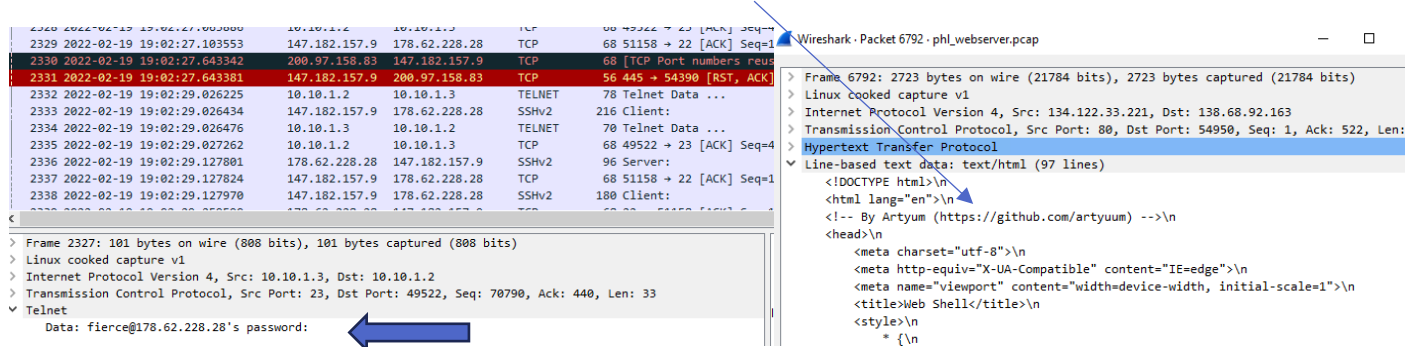 2329 2022-02-19 19:02:27.103553 147.182.157.9 178.62.228.28 TCP 68 51158 → 22 [ACK] Seq=1
2330 2022-02-19 19:02:27.643342 200.97.158.83 147.182.157.9 TCP 68 [TCP Port numbers reus
2331 2022-02-19 19:02:27.643381 147.182.157.9 200.97.158.83 TCP 56 445 → 54390 [RST, ACK]
2332 2022-02-19 19:02:29.026225 10.10.1.2 10.10.1.3 TELNET 78 Telnet Data ...
2333 2022-02-19 19:02:29.026434 147.182.157.9 178.62.228.28 SSHv2 216 Client:
2334 2022-02-19 19:02:29.026476 10.10.1.3 10.10.1.2 TELNET 70 Telnet Data ...
2335 2022-02-19 19:02:29.027262 10.10.1.2 10.10.1.3 TCP 68 49522 → 23 [ACK] Seq=4
2336 2022-02-19 19:02:29.127801 178.62.228.28 147.182.157.9 SSHv2 96 Server:
2337 2022-02-19 19:02:29.127824 147.182.157.9 178.62.228.28 TCP 68 51158 → 22 [ACK] Seq=1
2338 2022-02-19 19:02:29.127970 147.182.157.9 178.62.228.28 SSHv2 180 Client:
Frame 2327: 101 bytes on wire (808 bits), 101 bytes captured (808 bits)
Linux cooked capture v1
Internet Protocol Version 4, Src: 10.10.1.3, Dst: 10.10.1.2
Transmission Control Protocol, Src Port: 23, Dst Port: 49522, Seq: 70790, Ack: 440, Len: 33
Telnet
Data: fierce@178.62.228.28's password:
Wireshark · Packet 6792 · phl_webserver.pcap
Frame 6792: 2723 bytes on wire (21784 bits), 2723 bytes captured (21784 bits)
Linux cooked capture v1
Internet Protocol Version 4, Src: 134.122.33.221, Dst: 138.68.92.163
Transmission Control Protocol, Src Port: 80, Dst Port: 54950, Seq: 1, Ack: 522, Len:
Hypertext Transfer Protocol
Line-based text data: text/html (97 lines)
<!DOCTYPE html>\n
<html lang="en">\n
<!-- By Artyum (https://github.com/artyuum) -->\n
<head>\n
<meta charset="utf-8">\n
<meta http-equiv="X-UA-Compatible" content="IE=edge">\n
<meta name="viewport" content="width=device-width, initial-scale=1">\n
<title>Web Shell</title>\n
<style>\n
* {\n